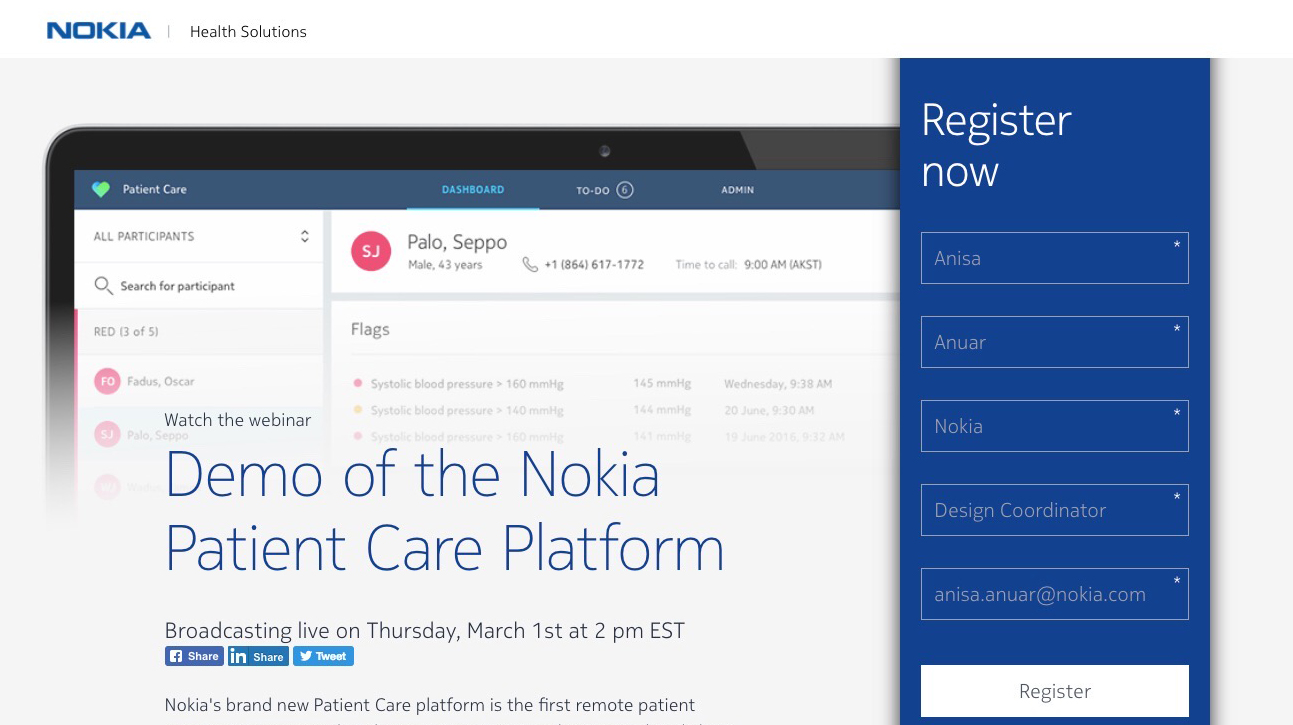 NOKIA | Health Solutions
Patient Care
DASHBOARD
TO-DO 6
ADMIN
ALL PARTICIPANTS
Search for participant
RED (3 of 5)
FO Fadus, Oscar
SJ Palo, Seppo
SJ
Palo, Seppo
Male, 43 years
+1 (864) 617-1772
Time to call: 9:00 AM (AKST)
Flags
Systolic blood pressure > 160 mmHg 145 mmHg Wednesday, 9:38 AM
Systolic blood pressure > 140 mmHg 144 mmHg 20 June, 9:30 AM
Systolic blood pressure > 160 mmHg 141 mmHg 19 June 2016, 9:32 AM
Watch the webinar
Demo of the Nokia
Patient Care Platform
Broadcasting live on Thursday, March 1st at 2 pm EST
Share
in Share
Tweet
Nokia's brand new Patient Care platform is the first remote patient
Register
now
Anisa *
Anuar *
Nokia *
Design Coordinator *
anisa.anuar@nokia.com *
Register